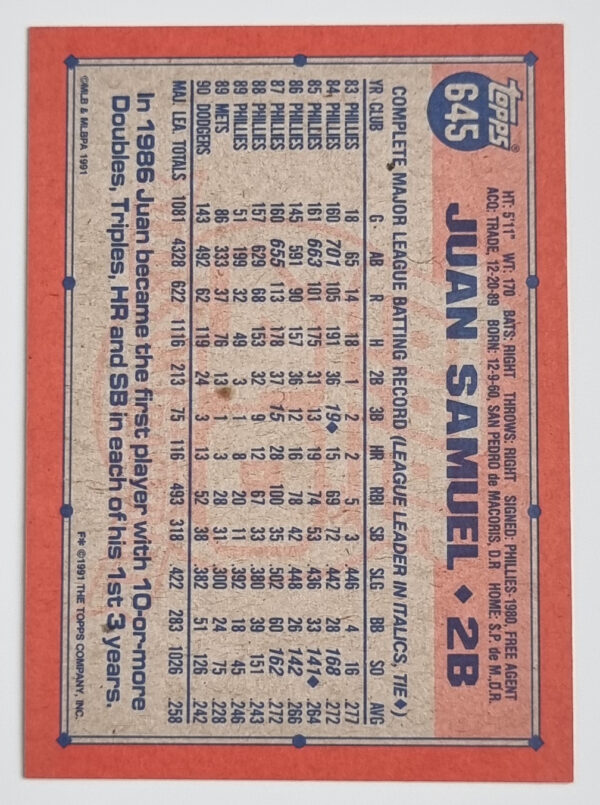 topps®
645
HT: 5'11" WT: 170 BATS: RIGHT THROWS: RIGHT SIGNED: PHILLIES-1980, FREE AGENT
ACQ: TRADE, 12-20-89 BORN: 12-9-60, SAN PEDRO de MACORIS, D.R HOME: S.P. de M.,D.R.
JUAN SAMUEL ♦ 2B
COMPLETE MAJOR LEAGUE BATTING RECORD (LEAGUE LEADER IN ITALICS, TIE♦)
YR CLUB G AB R H 2B 3B HR RBI SB SLG BB SO AVG
83 PHILLIES 18 65 14 18 1 2 2 5 3 .446 4 16 .277
84 PHILLIES 160 701 105 191 36 19♦ 15 69 72 .442 28 168 .272
85 PHILLIES 161 663 101 175 31 13 19 74 53 .436 33 141♦ .264
86 PHILLIES 145 591 90 157 36 12 16 78 42 .448 26 142 .266
87 PHILLIES 160 655 113 178 37 15 28 100 35 .502 60 162 .272
88 PHILLIES 157 629 68 153 32 9 12 67 33 .380 39 151 .243
89 PHILLIES 51 199 32 49 3 1 8 20 11 .392 18 45 .246
89 METS 86 333 37 76 13 1 3 28 31 .300 24 75 .228
90 DODGERS 143 492 62 119 24 3 13 52 38 .382 51 126 .242
MAJ. LEA. TOTALS 1081 4328 622 1116 213 75 116 493 318 .422 283 1026 .258
In 1986 Juan became the first player with 10-or-more
Doubles, Triples, HR and SB in each of his 1st 3 years.
©MLB & MLBPA 1991
F* ©1991 THE TOPPS COMPANY, INC.